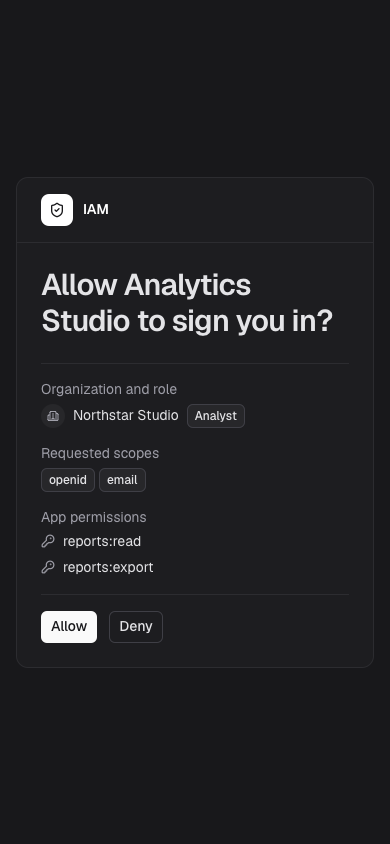 IAM
Allow Analytics
Studio to sign you in?
Organization and role
Northstar Studio Analyst
Requested scopes
openid email
App permissions
reports:read
reports:export
Allow Deny